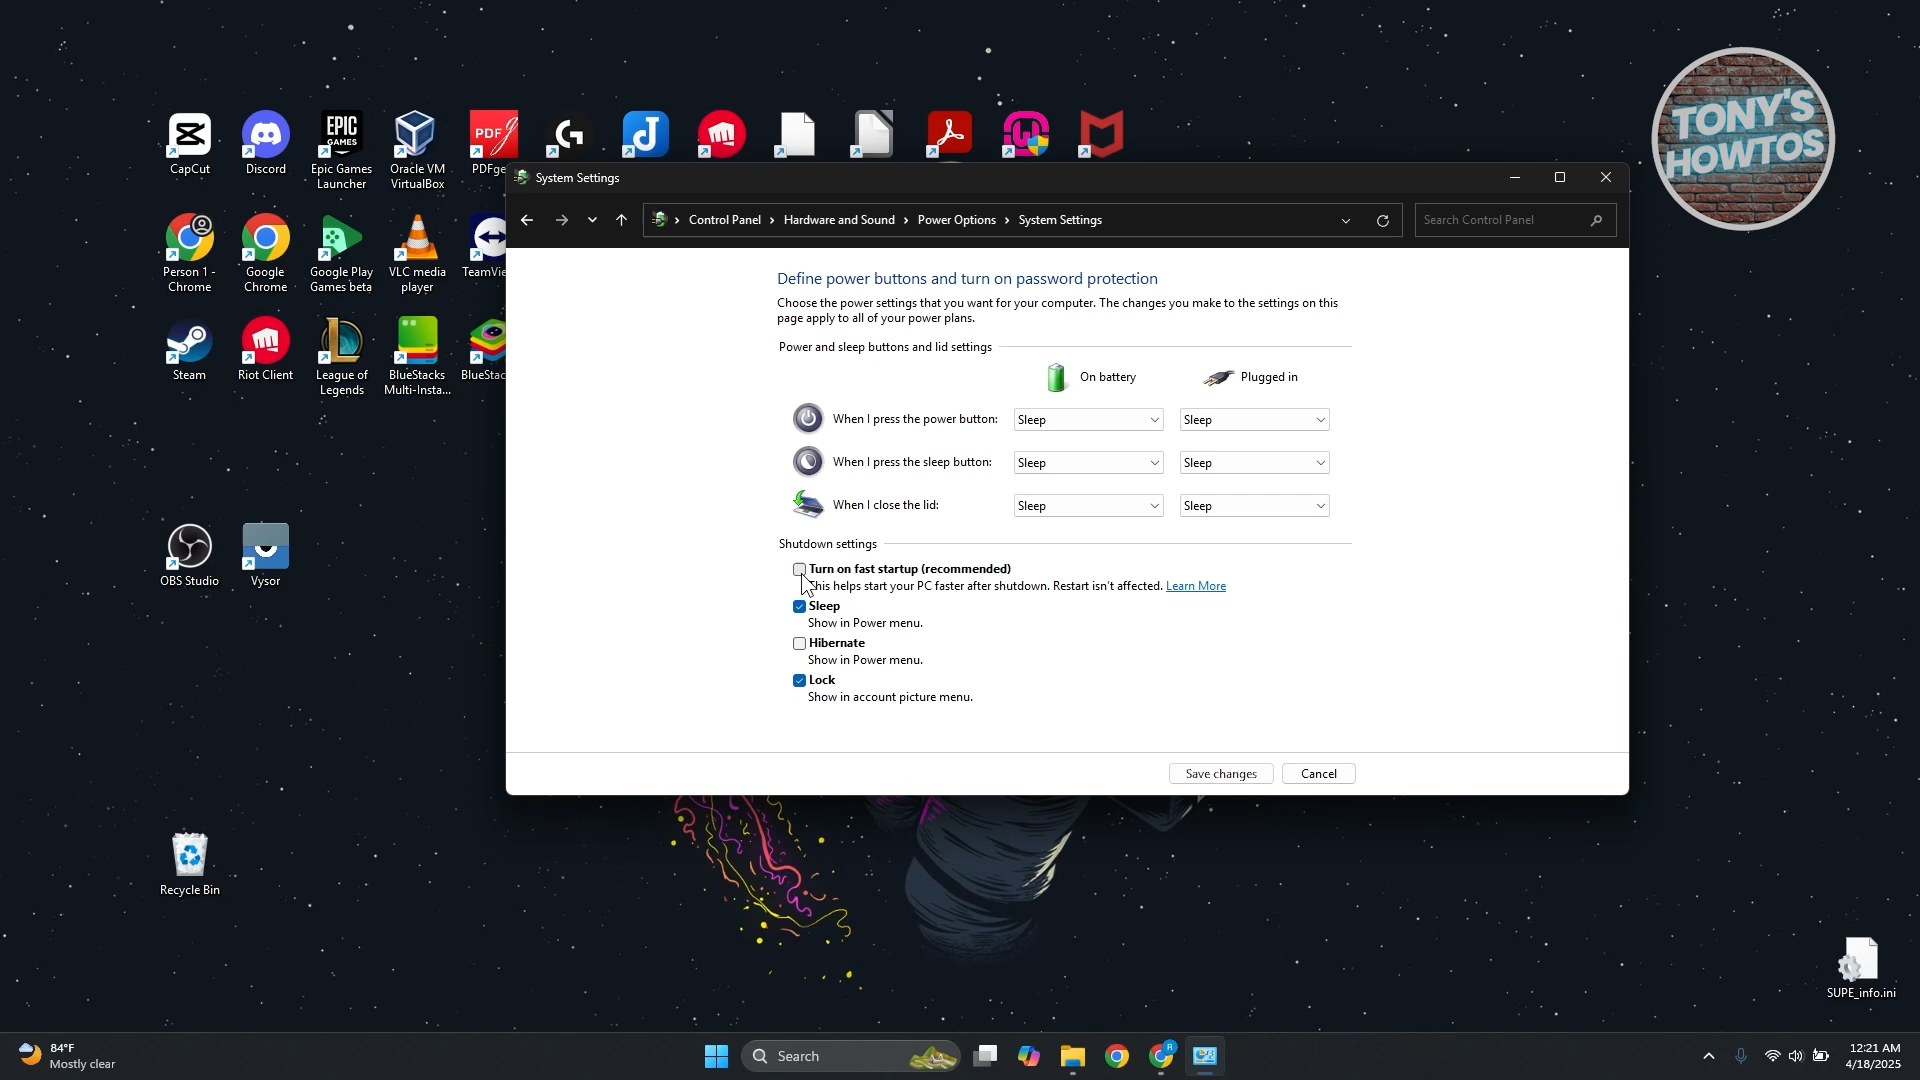 TONY'S
HOWTOS
EPIC
GAMES
PDF
CapCut
Discord
Epic Games
Launcher
Oracle VM
VirtualBox
PDFge
Person 1 -
Chrome
Google
Chrome
Google Play
Games beta
VLC media
player
TeamVie
Steam
Riot Client
League of
Legends
BlueStacks
Multi-Insta...
BlueStac
OBS Studio
Vysor
Recycle Bin
SUPE_info.ini
System Settings
Control Panel > Hardware and Sound > Power Options > System Settings
Search Control Panel
Define power buttons and turn on password protection
Choose the power settings that you want for your computer. The changes you make to the settings on this
page apply to all of your power plans.
Power and sleep buttons and lid settings
On battery
Plugged in
When I press the power button: Sleep Sleep
When I press the sleep button: Sleep Sleep
When I close the lid: Sleep Sleep
Shutdown settings
Turn on fast startup (recommended)
This helps start your PC faster after shutdown. Restart isn't affected. Learn More
Sleep
Show in Power menu.
Hibernate
Show in Power menu.
Lock
Show in account picture menu.
Save changes
Cancel
84°F
Mostly clear
Search
R
12:21 AM
4/18/2025